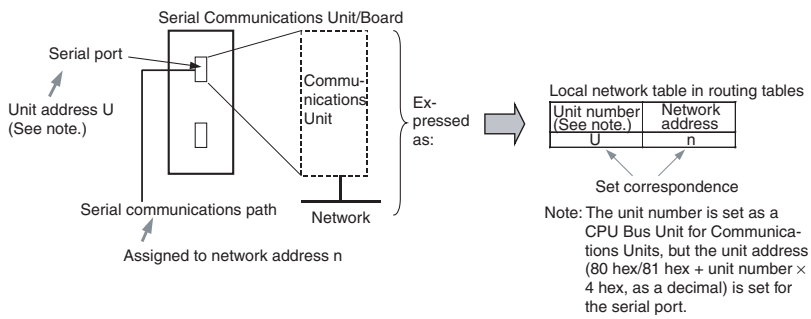 Serial Communications Unit/Board
Serial port
Unit address U
(See note.)
Commu-
nications
Unit
Ex-
pressed
as:
Serial communications path
Network
Assigned to network address n
Local network table in routing tables
Unit number
(See note.)
Network
address
U
n
Set correspondence
Note: The unit number is set as a
CPU Bus Unit for Communica-
tions Units, but the unit address
(80 hex/81 hex + unit number ×
4 hex, as a decimal) is set for
the serial port.